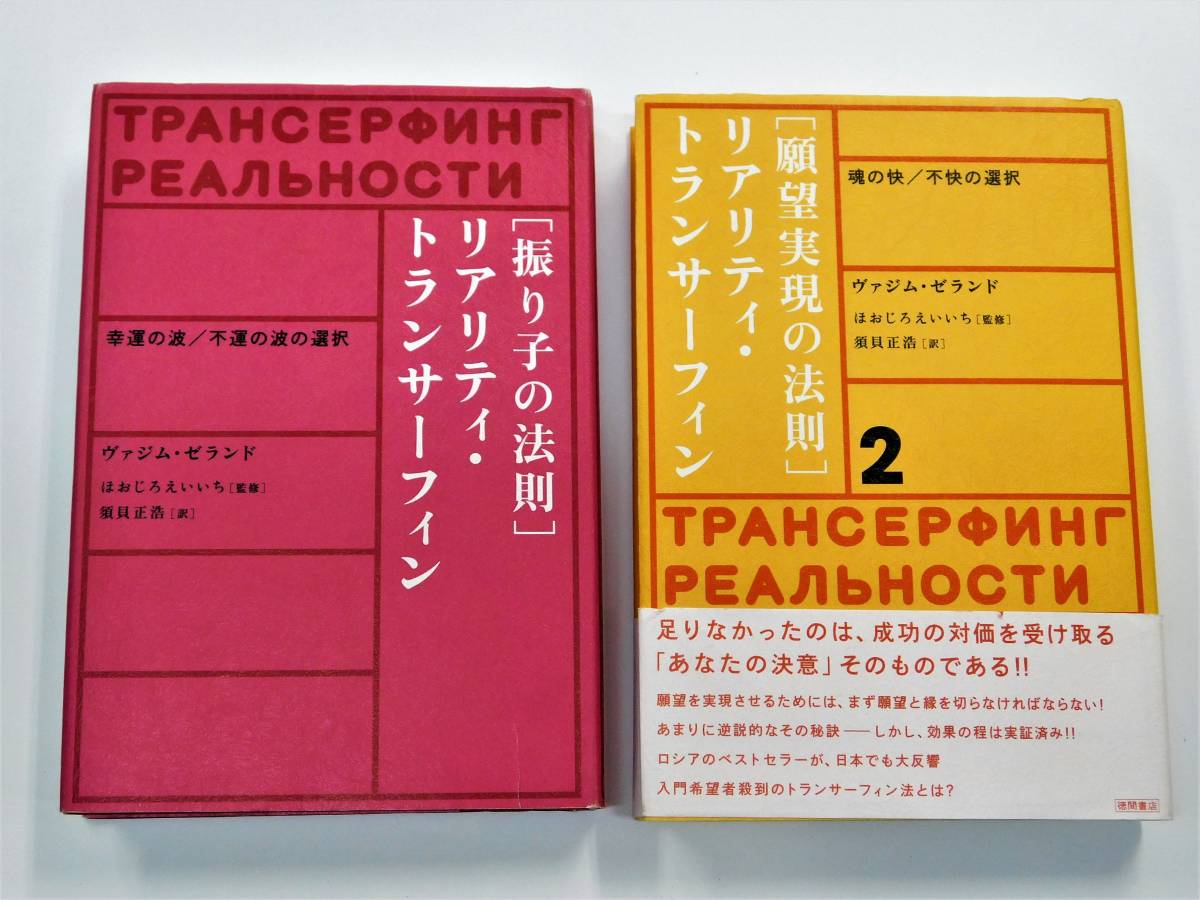 ТРАНСЕРФИНГ
РЕАЛЬНОСТИ
[振り子の法則]
リアリティ・
トランサーフィン
幸運の波／不運の波の選択
ヴァジム・ゼランド
ほおじろえいいち[監修]
須貝正浩[訳]
[願望実現の法則]
リアリティ・
トランサーフィン
魂の快／不快の選択
ヴァジム・ゼランド
ほおじろえいいち[監修]
須貝正浩[訳]
2
ТРАНСЕРФИНГ
РЕАЛЬНОСТИ
足りなかったのは、成功の対価を受け取る
「あなたの決意」そのものである!!
願望を実現させるためには、まず願望と縁を切らなければならない!
あまりに逆説的なその秘訣──しかし、効果の程は実証済み!!
ロシアのベストセラーが、日本でも大反響
入門希望者殺到のトランサーフィン法とは?
徳間書店